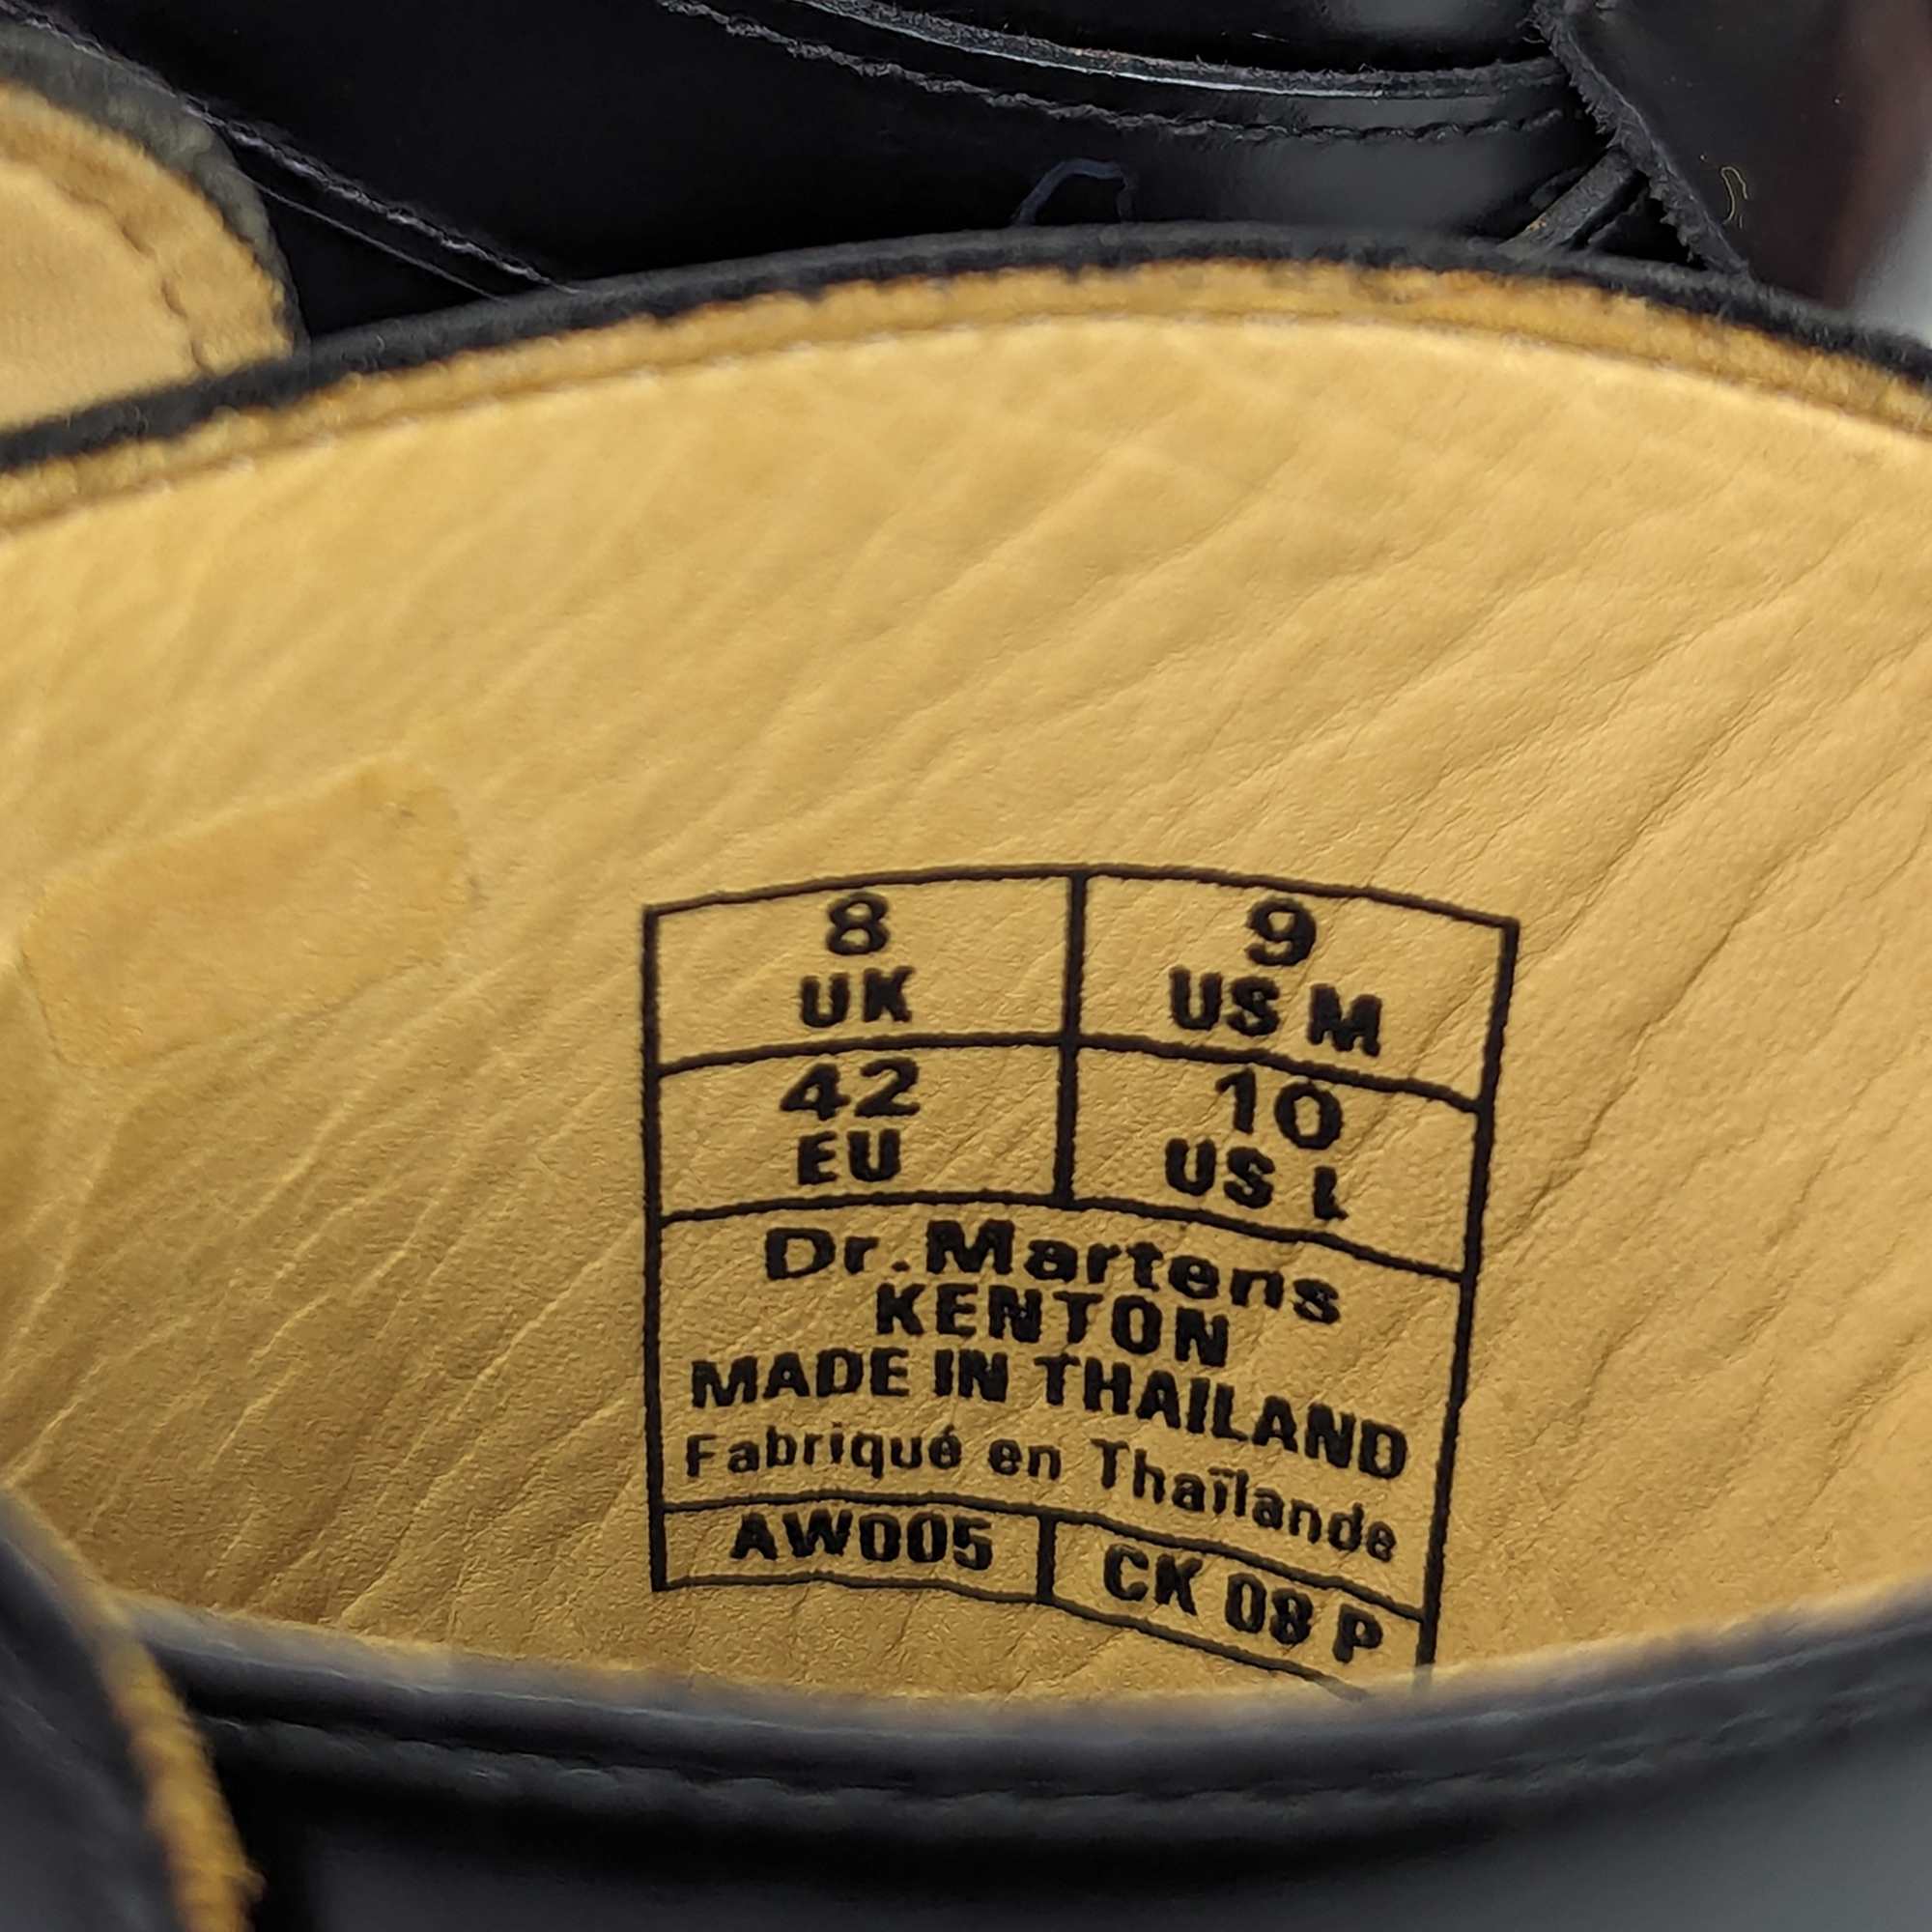 8
UK
9
US M
42
EU
10
US L
Dr.Martens
KENTON
MADE IN THAILAND
Fabriqué en Thaïlande
AW005
CK 08 P